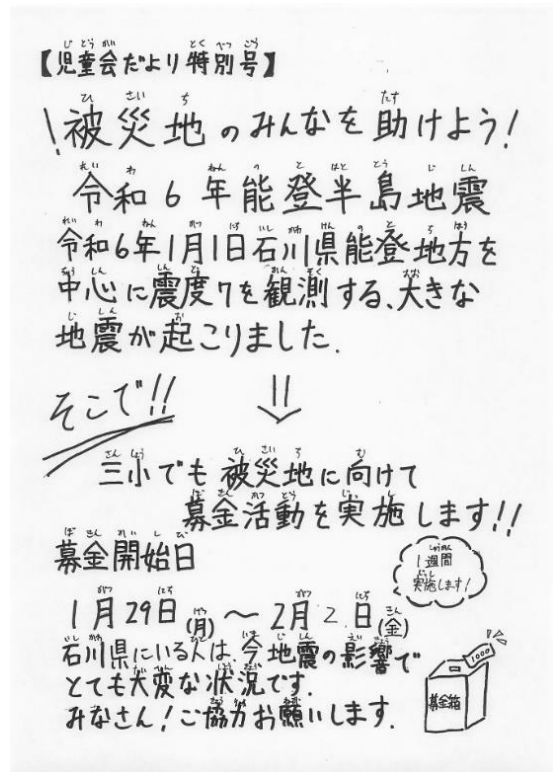 【児童会だより特別号】
\被災地のみんなを助けよう!
令和6年能登半島地震
令和6年1月1日石川県能登地方を
中心に震度7を観測する、大きな
地震が起こりました.
そこで!!
三小でも被災地に向けて
募金活動を実施します!!
募金開始日
1週間
実施します!
1月29日(月)~2月2日(金)
石川県にいる人は、今地震の影響で
とても大変な状況です.
みなさん!ご協力お願いします.
1000
募金箱